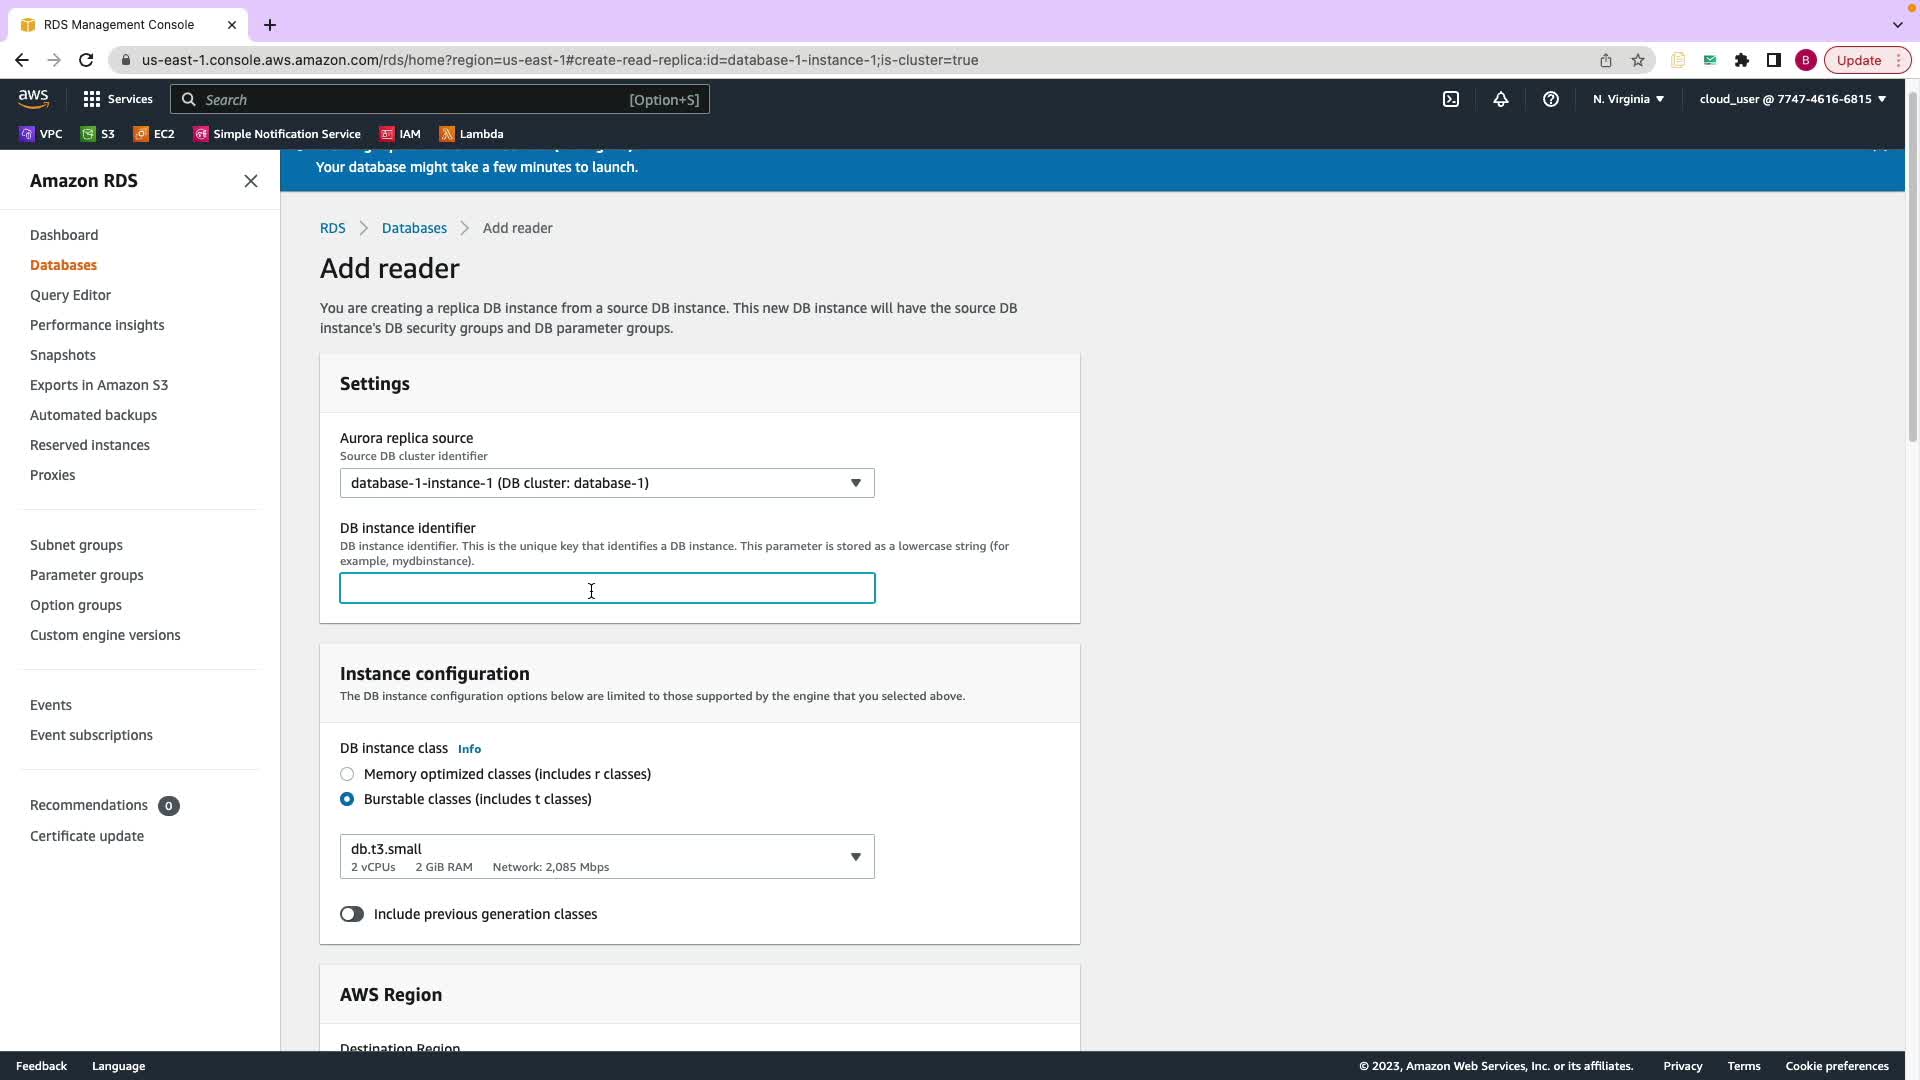 RDS Management Console
us-east-1.console.aws.amazon.com/rds/home?region=us-east-1#create-read-replica:id=database-1-instance-1;is-cluster=true
B
Update
aws
Services
Search
[Option+S]
N. Virginia
cloud_user @ 7747-4616-6815
VPC
S3
EC2
Simple Notification Service
IAM
Lambda
Amazon RDS
Dashboard
Databases
Query Editor
Performance insights
Snapshots
Exports in Amazon S3
Automated backups
Reserved instances
Proxies
Subnet groups
Parameter groups
Option groups
Custom engine versions
Events
Event subscriptions
Recommendations 0
Certificate update
Your database might take a few minutes to launch.
RDS > Databases > Add reader
Add reader
You are creating a replica DB instance from a source DB instance. This new DB instance will have the source DB
instance's DB security groups and DB parameter groups.
Settings
Aurora replica source
Source DB cluster identifier
database-1-instance-1 (DB cluster: database-1)
DB instance identifier
DB instance identifier. This is the unique key that identifies a DB instance. This parameter is stored as a lowercase string (for
example, mydbinstance).
Instance configuration
The DB instance configuration options below are limited to those supported by the engine that you selected above.
DB instance class Info
Memory optimized classes (includes r classes)
Burstable classes (includes t classes)
db.t3.small
2 vCPUs 2 GiB RAM Network: 2,085 Mbps
Include previous generation classes
AWS Region
Destination Region
Feedback
Language
© 2023, Amazon Web Services, Inc. or its affiliates.
Privacy
Terms
Cookie preferences